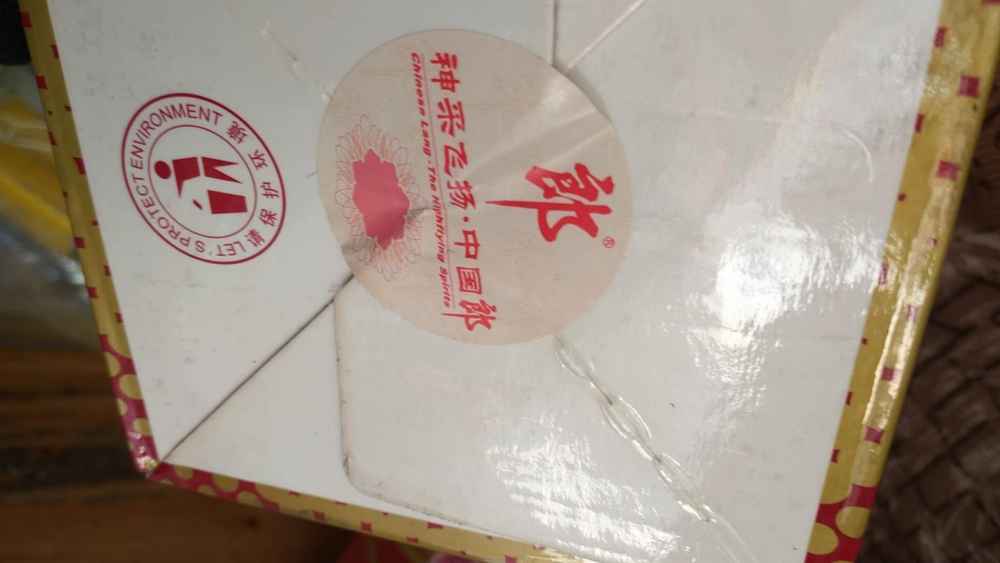 郎
®
神采飞扬·中国郎
Chinese Lang·The Highflying Spirits
LET'S PROTECT ENVIRONMENT
请保护环境